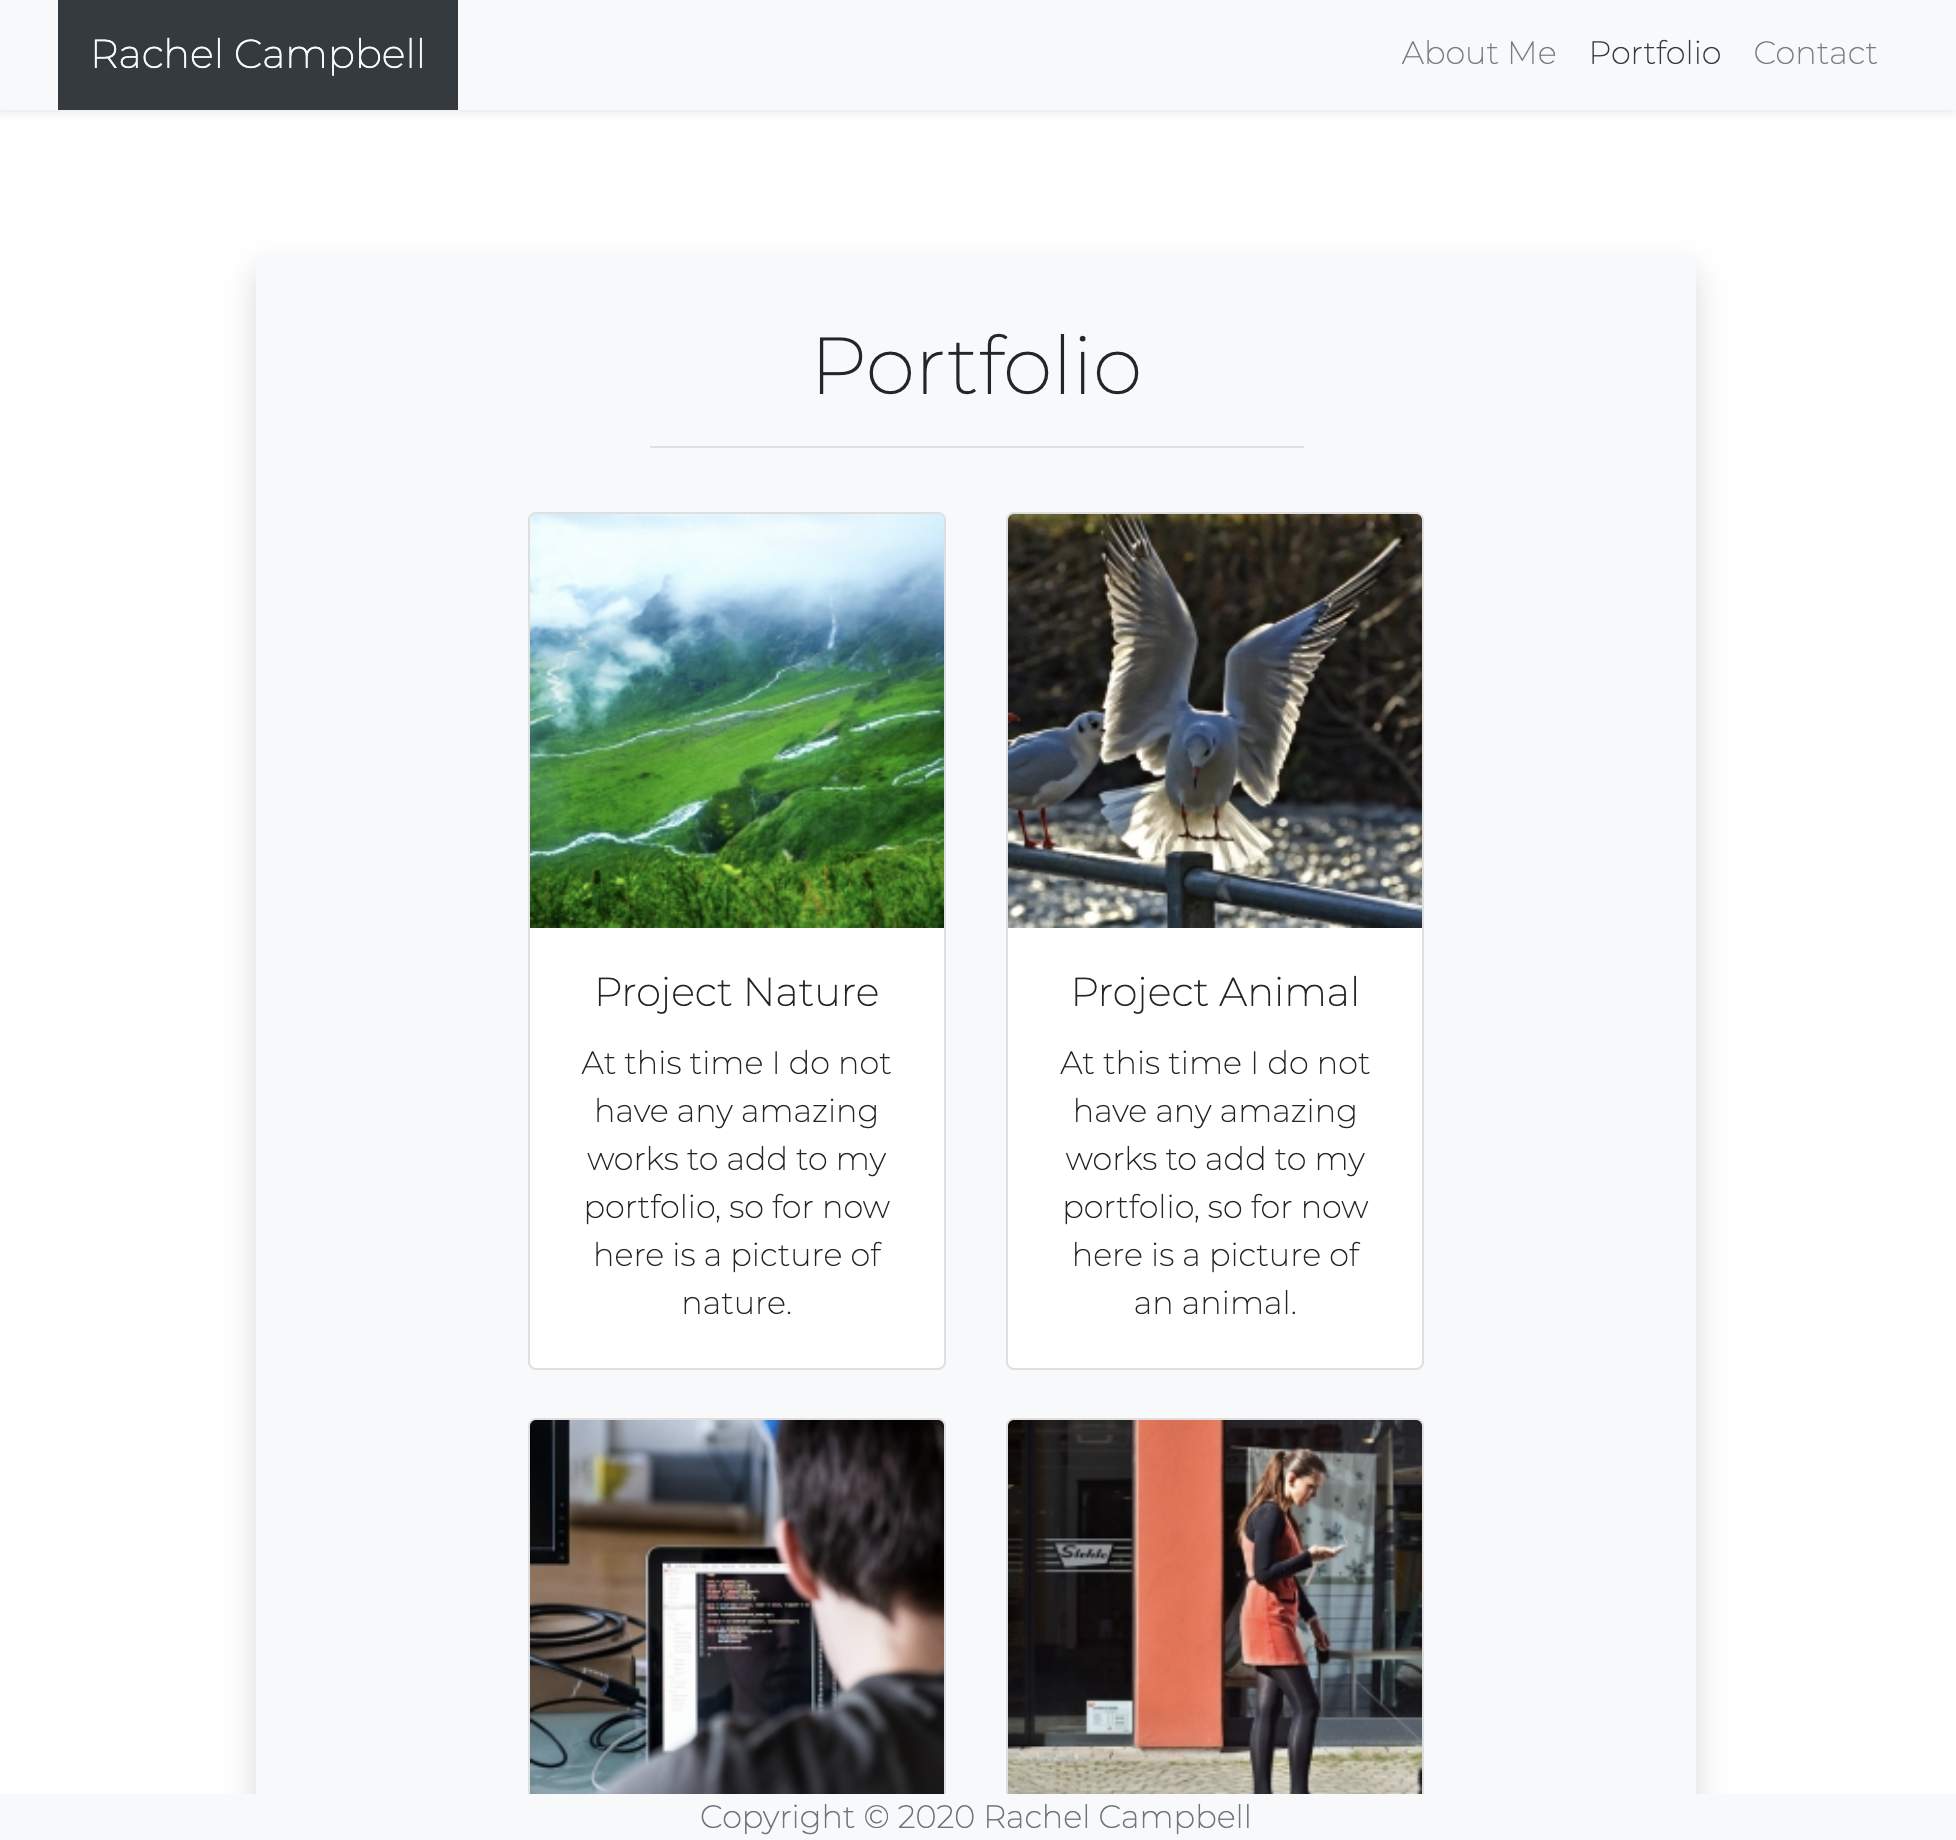 Rachel Campbell
About Me Portfolio Contact
Portfolio
Project Nature
At this time I do not
have any amazing
works to add to my
portfolio, so for now
here is a picture of
nature.
Project Animal
At this time I do not
have any amazing
works to add to my
portfolio, so for now
here is a picture of
an animal.
Copyright © 2020 Rachel Campbell